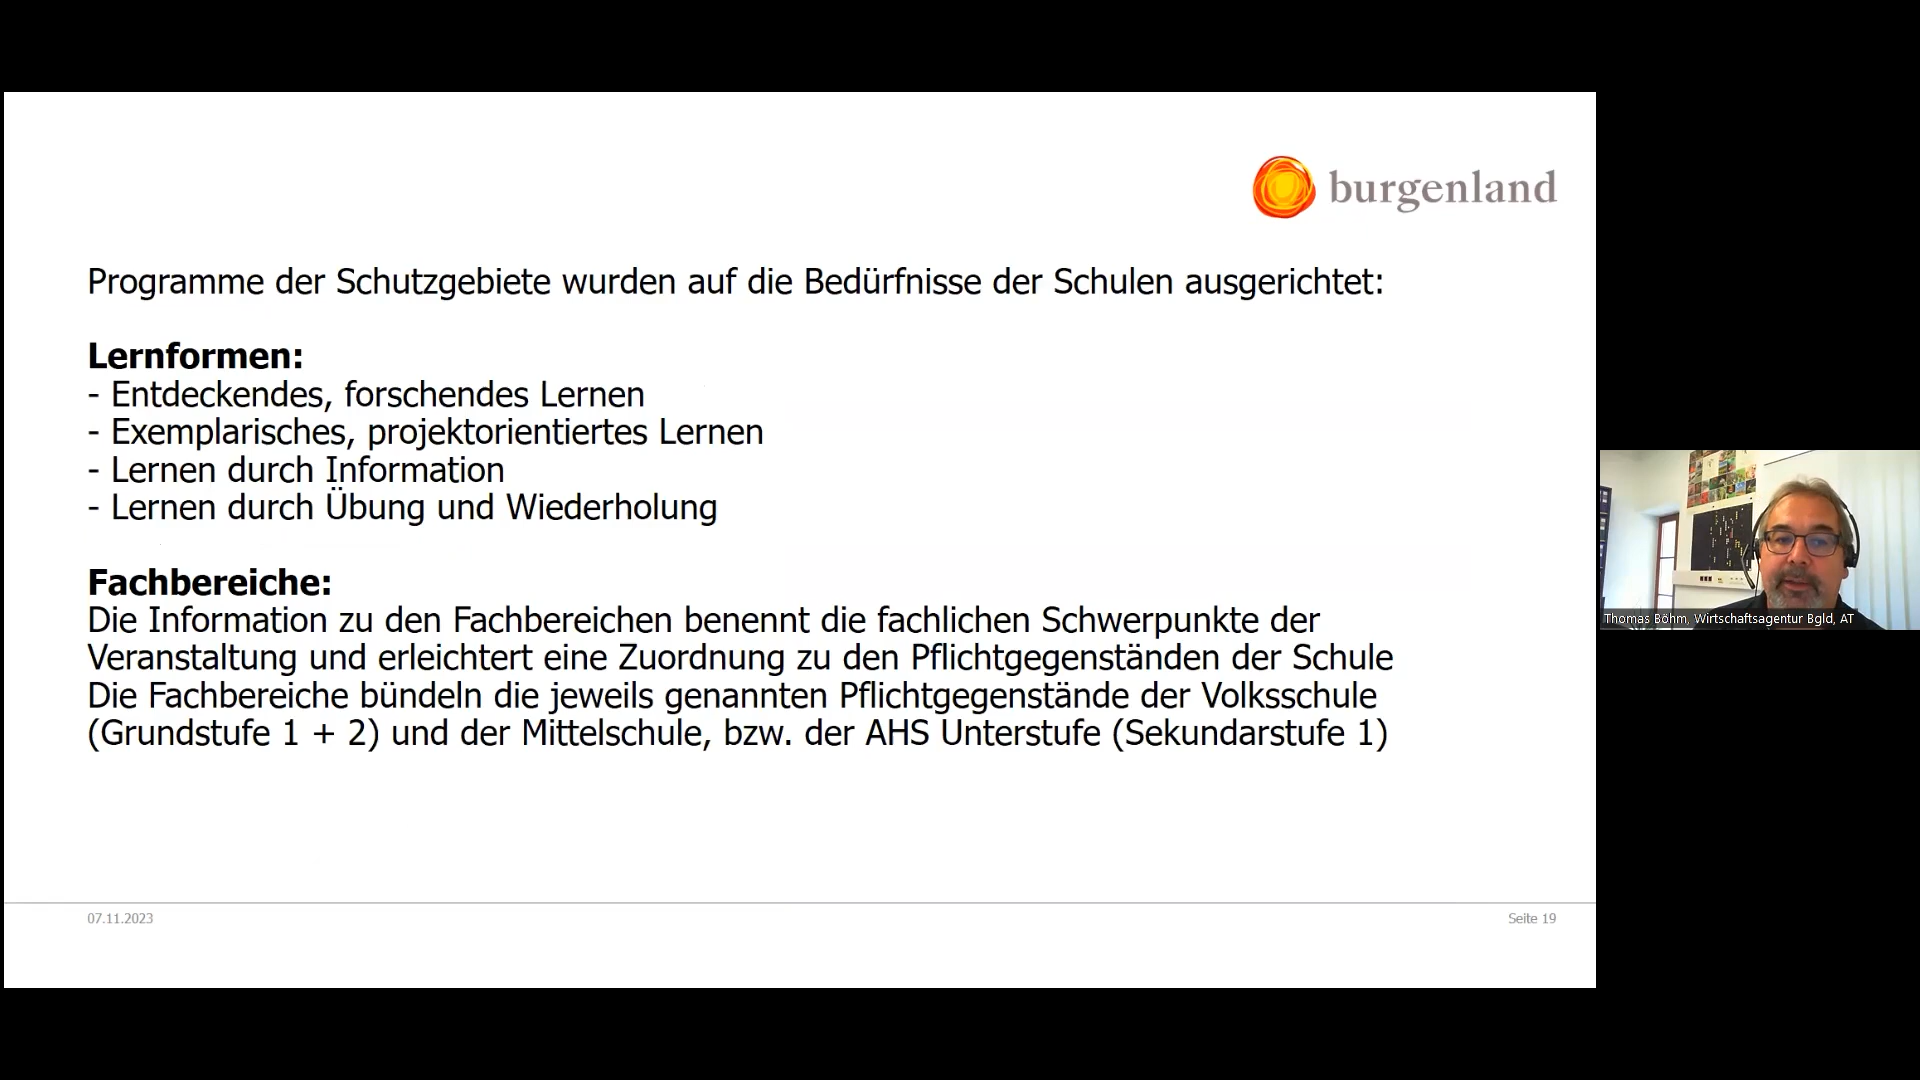 burgenland
Programme der Schutzgebiete wurden auf die Bedürfnisse der Schulen ausgerichtet:
Lernformen:
- Entdeckendes, forschendes Lernen
- Exemplarisches, projektorientiertes Lernen
- Lernen durch Information
- Lernen durch Übung und Wiederholung
Fachbereiche:
Die Information zu den Fachbereichen benennt die fachlichen Schwerpunkte der
Veranstaltung und erleichtert eine Zuordnung zu den Pflichtgegenständen der Schule
Die Fachbereiche bündeln die jeweils genannten Pflichtgegenstände der Volksschule
(Grundstufe 1 + 2) und der Mittelschule, bzw. der AHS Unterstufe (Sekundarstufe 1)
07.11.2023
Seite 19
Thomas Böhm, Wirtschaftsagentur Bgld, AT